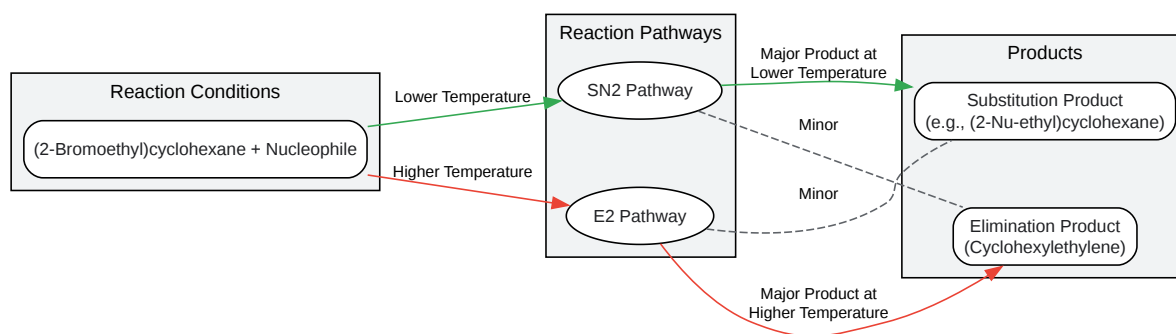 Reaction Conditions
(2-Bromoethyl)cyclohexane + Nucleophile
Lower Temperature
Higher Temperature
Reaction Pathways
SN2 Pathway
E2 Pathway
Major Product at
Lower Temperature
Minor
Minor
Major Product at
Higher Temperature
Products
Substitution Product
(e.g., (2-Nu-ethyl)cyclohexane)
Elimination Product
(Cyclohexylethylene)